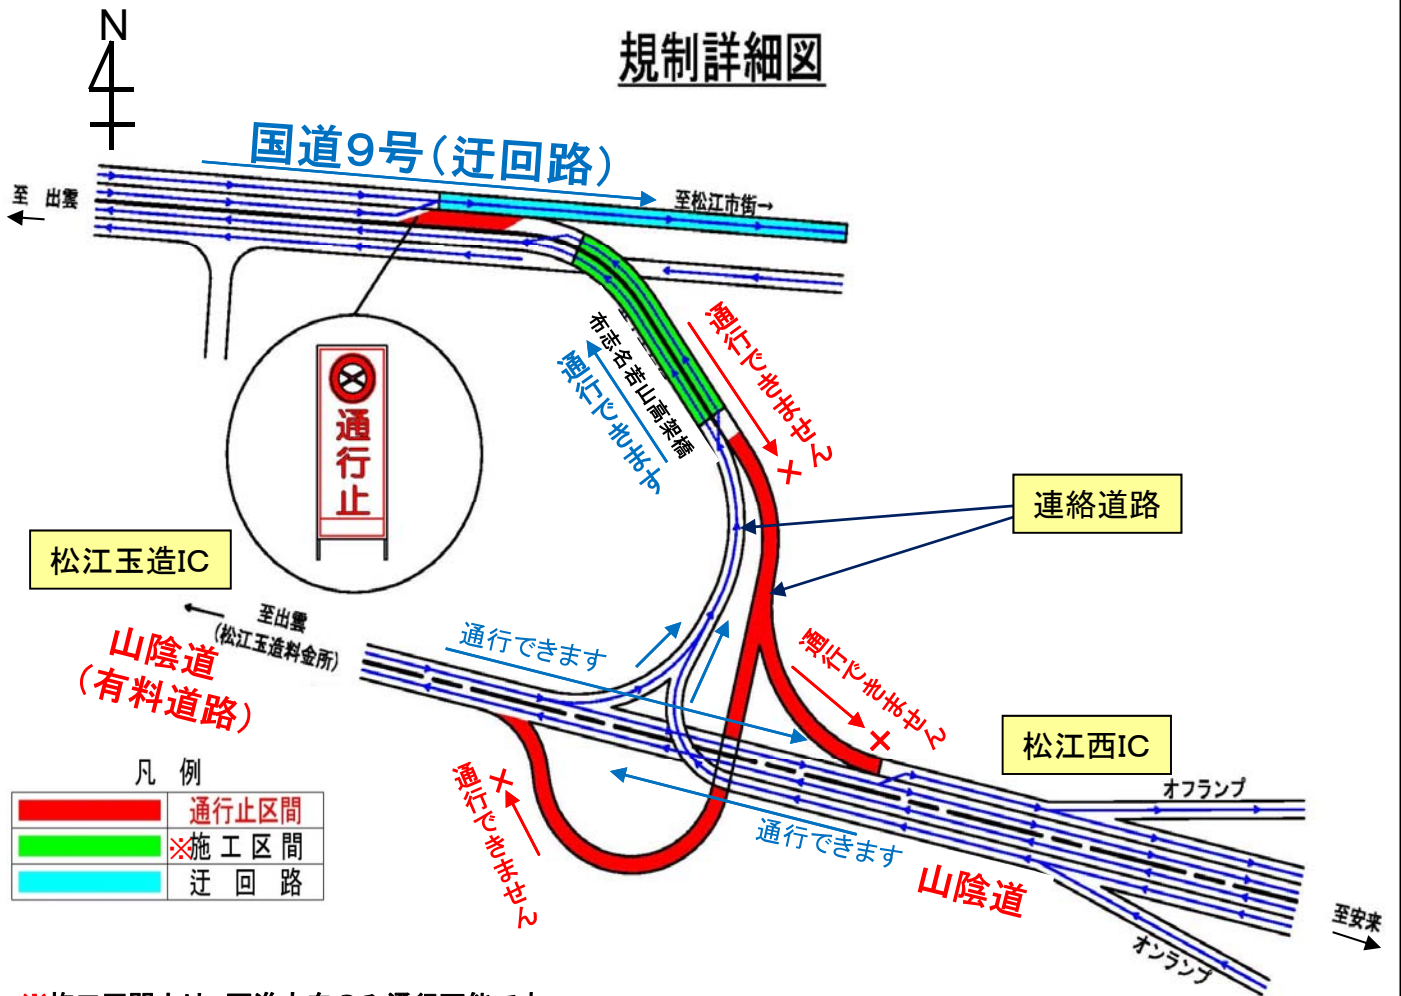 N
規制詳細図
国道9号(迂回路)
至 出雲
至松江市街→
布志名若山高架橋
通行できます
通行できません
通行止
連絡道路
松江玉造IC
至出雲
(松江玉造料金所)
山陰道
(有料道路)
通行できます
通行できません
松江西IC
オフランプ
通行できません
通行できます
山陰道
オンランプ
至安来
凡 例
通行止区間
※施工区間
迂回路